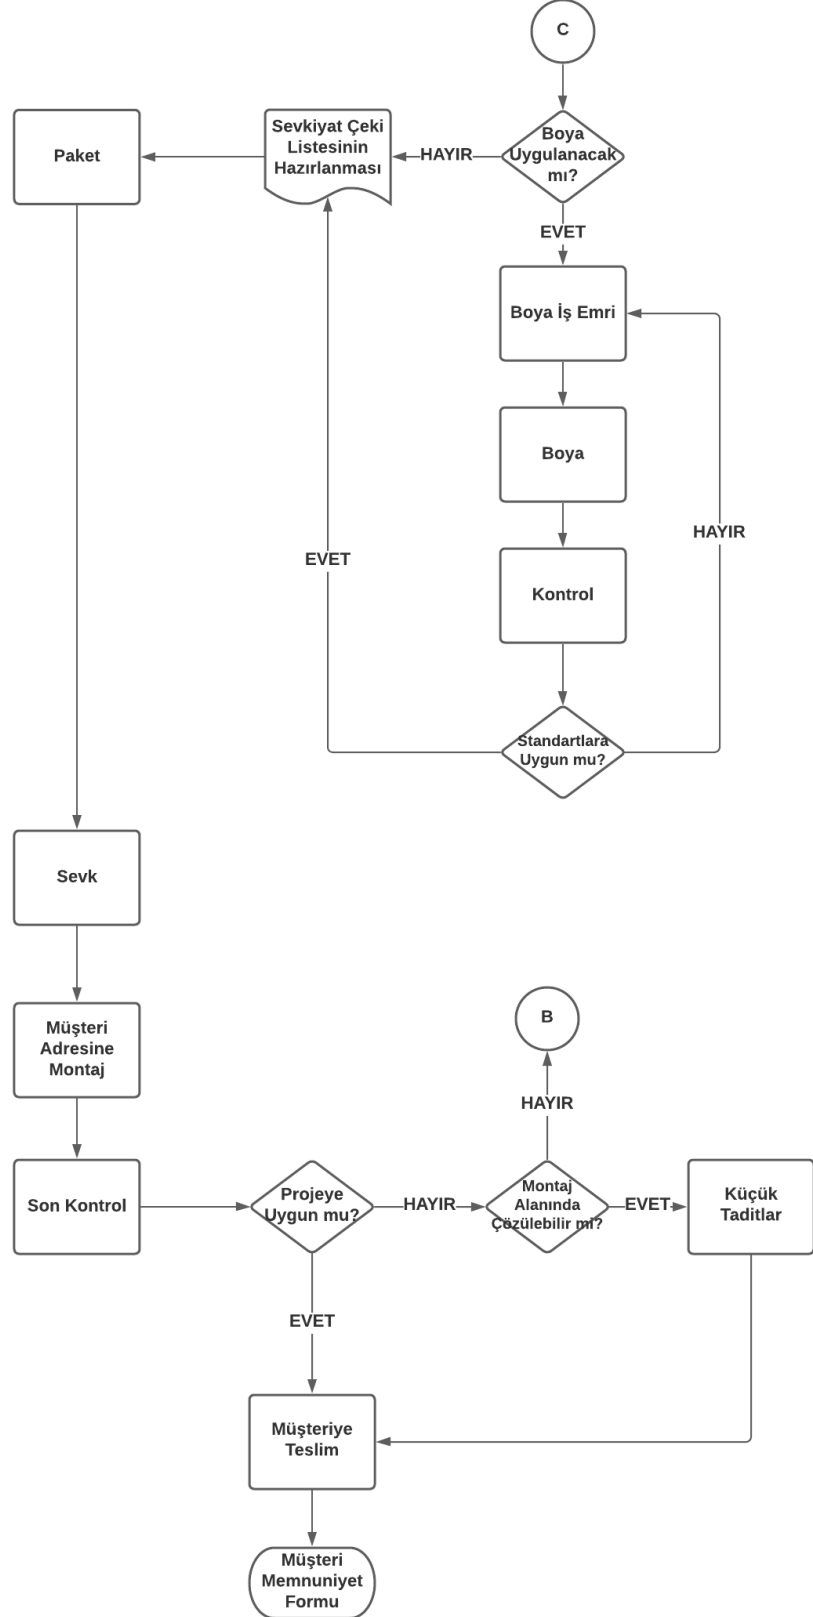 C
Boya
Uygulanacak
mı?
HAYIR
Sevkiyat Çeki
Listesinin
Hazırlanması
Paket
EVET
Boya İş Emri
Boya
Kontrol
HAYIR
EVET
Standartlara
Uygun mu?
Sevk
Müşteri
Adresine
Montaj
B
HAYIR
Son Kontrol
Projeye
Uygun mu?
HAYIR
Montaj
Alanında
Çözülebilir mi?
EVET
Küçük
Taditlar
EVET
Müşteriye
Teslim
Müşteri
Memnuniyet
Formu